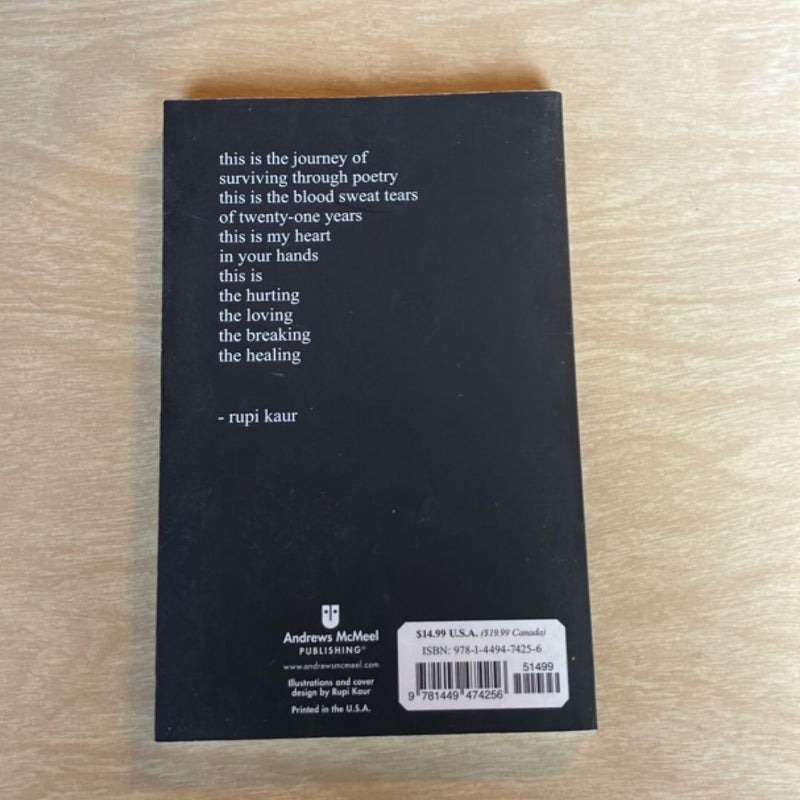 this is the journey of
surviving through poetry
this is the blood sweat tears
of twenty-one years
this is my heart
in your hands
this is
the hurting
the loving
the breaking
the healing
- rupi kaur
Andrews McMeel
PUBLISHING®
www.andrewsmcmeel.com
Illustrations and cover
design by Rupi Kaur
Printed in the U.S.A.
$14.99 U.S.A. ($19.99 Canada)
ISBN: 978-1-4494-7425-6
51499
9 781449 474256